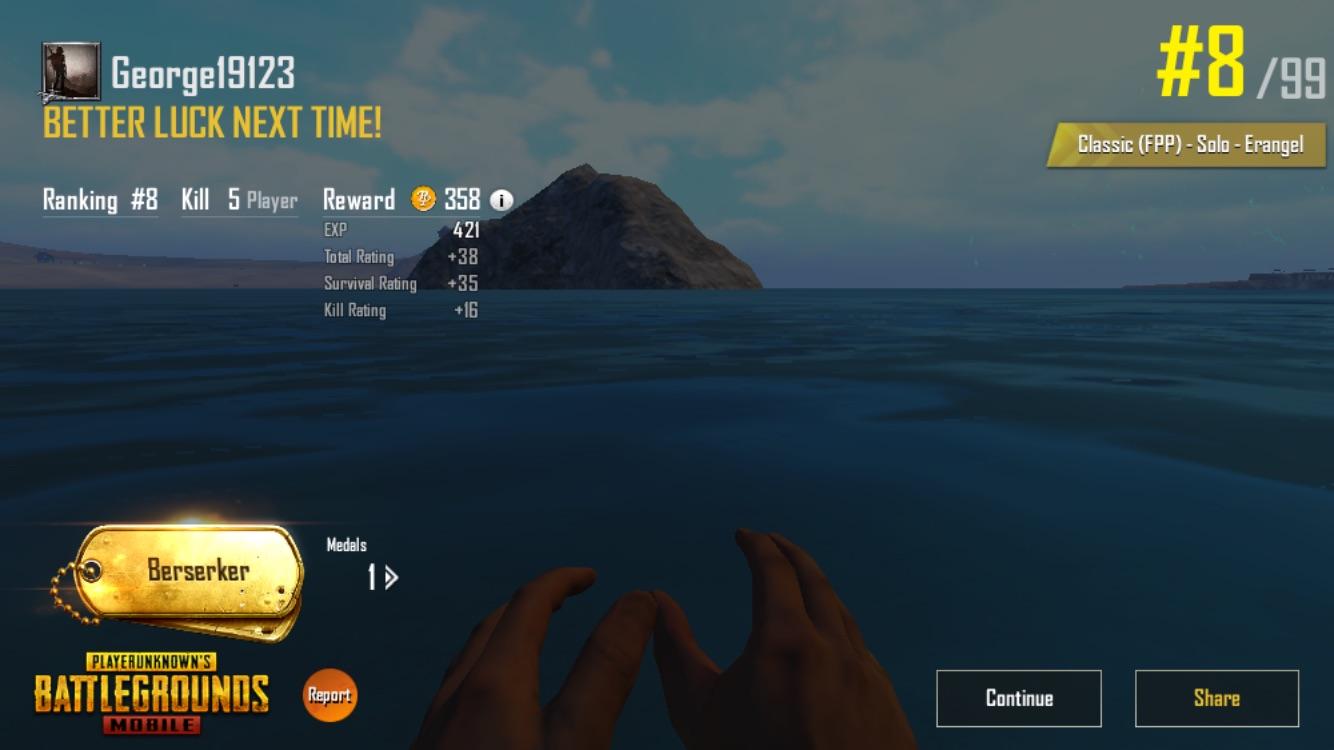 George19123
BETTER LUCK NEXT TIME!
#8 /99
Classic (FPP) - Solo - Erangel
Ranking #8 Kill 5 Player Reward 358 i
EXP 421
Total Rating +38
Survival Rating +35
Kill Rating +16
Berserker
Medals
1
PLAYERUNKNOWN'S
BATTLEGROUNDS
MOBILE
Report
Continue
Share